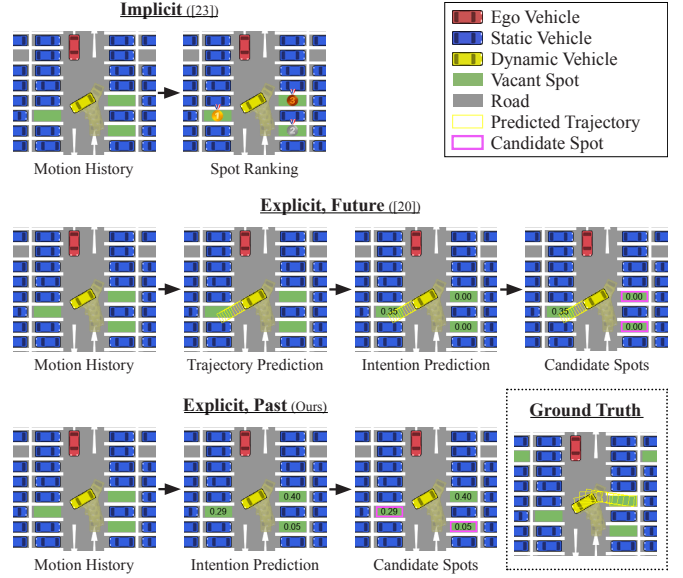 Implicit ([23])
Motion History
Spot Ranking
1
3
2
Ego Vehicle
Static Vehicle
Dynamic Vehicle
Vacant Spot
Road
Predicted Trajectory
Candidate Spot
Explicit, Future ([20])
0.35
0.00
0.00
0.35
0.00
0.00
Motion History
Trajectory Prediction
Intention Prediction
Candidate Spots
Explicit, Past (Ours)
Ground Truth
0.40
0.29
0.05
0.40
0.29
0.05
Motion History
Intention Prediction
Candidate Spots